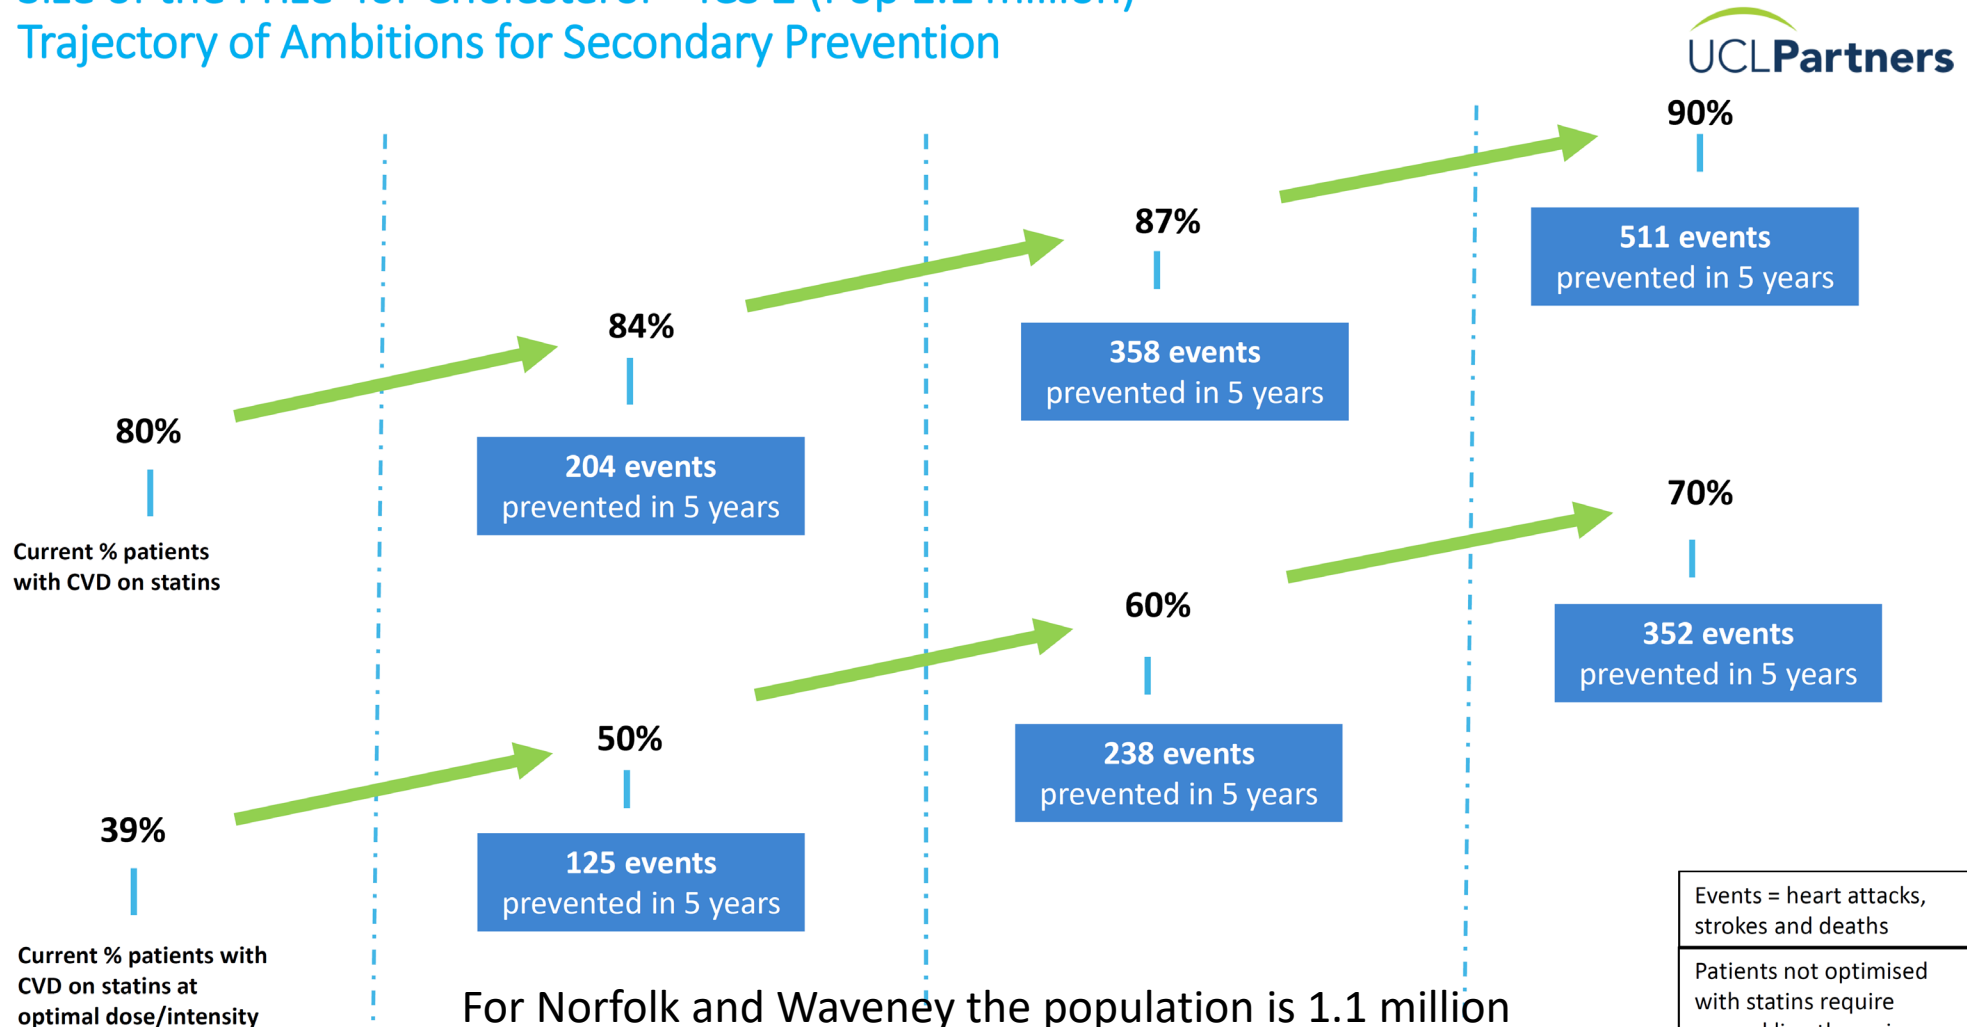 Trajectory of Ambitions for Secondary Prevention
UCLPartners
90%
511 events
prevented in 5 years
87%
358 events
prevented in 5 years
84%
204 events
prevented in 5 years
80%
Current % patients
with CVD on statins
70%
352 events
prevented in 5 years
60%
238 events
prevented in 5 years
50%
125 events
prevented in 5 years
39%
Current % patients with
CVD on statins at
optimal dose/intensity
For Norfolk and Waveney the population is 1.1 million
Events = heart attacks,
strokes and deaths
Patients not optimised
with statins require